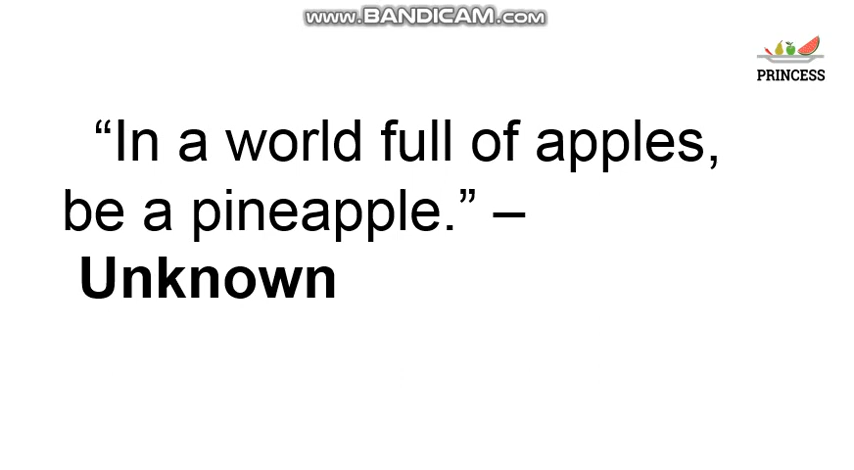 www.BANDICAM.com
PRINCESS
“In a world full of apples,
be a pineapple.” –
Unknown